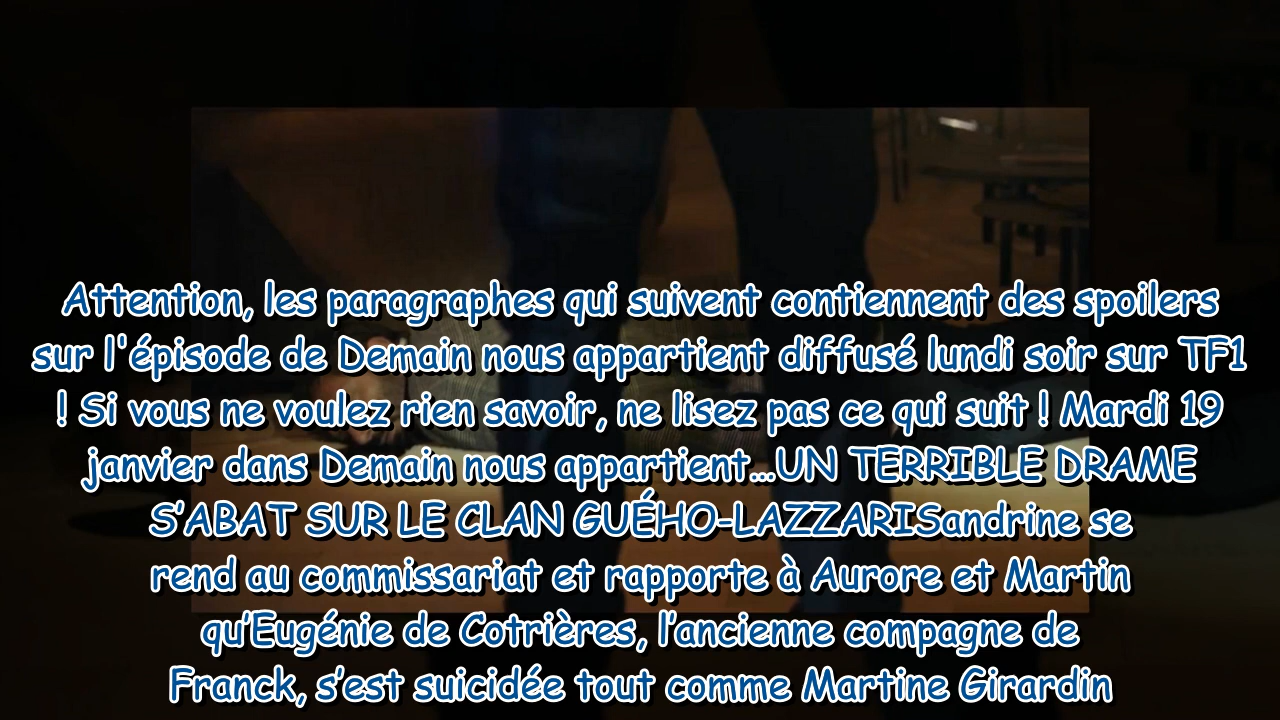 Attention, les paragraphes qui suivent contiennent des spoilers
sur l'épisode de Demain nous appartient diffusé lundi soir sur TF1
! Si vous ne voulez rien savoir, ne lisez pas ce qui suit ! Mardi 19
janvier dans Demain nous appartient...UN TERRIBLE DRAME
S’ABAT SUR LE CLAN GUÉHO-LAZZARISandrine se
rend au commissariat et rapporte à Aurore et Martin
qu’Eugénie de Cotrières, l’ancienne compagne de
Franck, s’est suicidée tout comme Martine Girardin